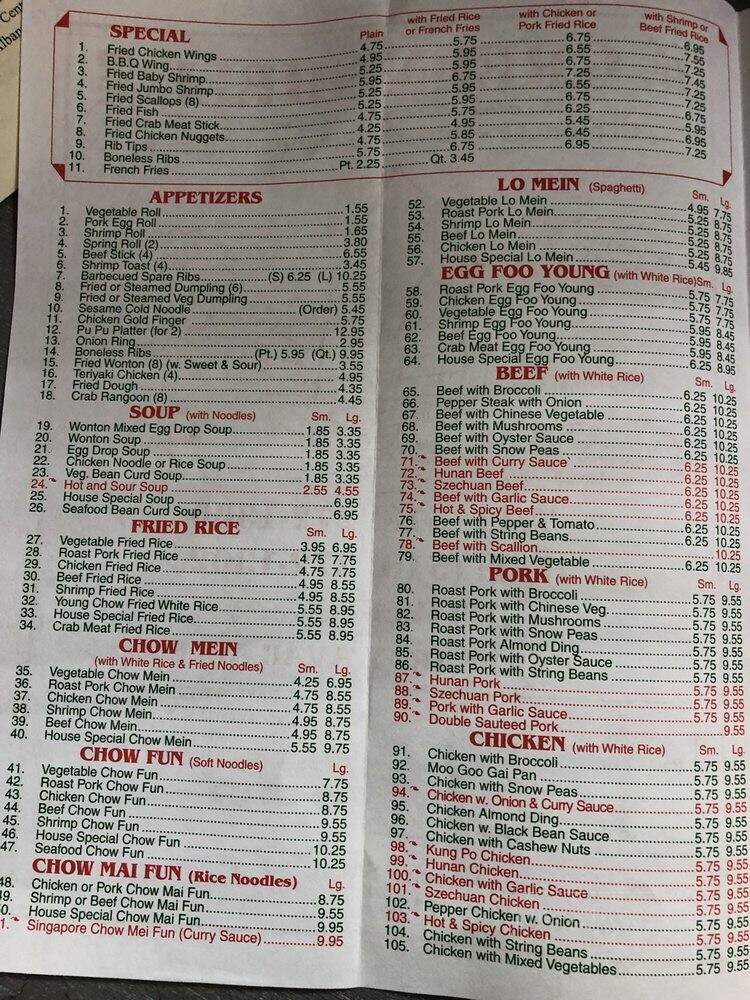 Cen
lban
SPECIAL
Plain
with Fried Rice
or French Fries
with Chicken or
Pork Fried Rice
with Shrimp or
Beef Fried Rice
1. Fried Chicken Wings 4.75 5.75 6.75 6.95
2. B.B.Q Wing 4.95 5.95 6.55 7.55
3. Fried Baby Shrimp 5.25 5.95 6.75 7.25
4. Fried Jumbo Shrimp 5.95 6.75 7.25 7.45
5. Fried Scallops (8) 5.25 5.95 6.55 7.25
6. Fried Fish 4.75 5.75 6.25 7.25
7. Fried Crab Meat Stick 4.25 4.95 5.45 5.95
8. Fried Chicken Nuggets 4.75 5.85 6.45 6.95
9. Rib Tips 5.75 6.75 6.95 7.25
10. Boneless Ribs
11. French Fries Pt. 2.25 Qt. 3.45
APPETIZERS
1. Vegetable Roll 1.55
2. Pork Egg Roll 1.55
3. Shrimp Roll 1.65
4. Spring Roll (2) 3.80
5. Beef Stick (4) 6.55
6. Shrimp Toast (4) 3.45
7. Barbecued Spare Ribs (S) 6.25 (L) 10.25
8. Fried or Steamed Dumpling (6) 5.55
9. Fried or Steamed Veg Dumpling 5.55
10. Sesame Cold Noodle (Order) 5.45
11. Chicken Gold Finger 5.75
12. Pu Pu Platter (for 2) 12.95
13. Onion Ring 2.95
14. Boneless Ribs (Pt.) 5.95 (Qt.) 9.95
15. Fried Wonton (8) (w. Sweet & Sour) 3.55
16. Teriyaki Chicken (4) 4.95
17. Fried Dough 4.35
18. Crab Rangoon (8) 4.45
SOUP (with Noodles) Sm. Lg.
19. Wonton Mixed Egg Drop Soup 1.85 3.35
20. Wonton Soup 1.85 3.35
21. Egg Drop Soup 1.85 3.35
22. Chicken Noodle or Rice Soup 1.85 3.35
23. Veg. Bean Curd Soup 1.85 3.35
24. Hot and Sour Soup 2.55 4.55
25. House Special Soup 6.95
26. Seafood Bean Curd Soup 6.95
FRIED RICE Sm. Lg.
27. Vegetable Fried Rice 3.95 6.95
28. Roast Pork Fried Rice 4.75 7.75
29. Chicken Fried Rice 4.75 7.75
30. Beef Fried Rice 4.95 8.55
31. Shrimp Fried Rice 4.95 8.55
32. Young Chow Fried White Rice 5.55 8.95
33. House Special Fried Rice 5.55 8.95
34. Crab Meat Fried Rice 5.55 8.95
CHOW MEIN
(with White Rice & Fried Noodles) Sm. Lg.
35. Vegetable Chow Mein 4.25 6.95
36. Roast Pork Chow Mein 4.75 8.55
37. Chicken Chow Mein 4.75 8.55
38. Shrimp Chow Mein 4.95 8.75
39. Beef Chow Mein 4.95 8.75
40. House Special Chow Mein 5.55 9.75
CHOW FUN (Soft Noodles) Lg.
41. Vegetable Chow Fun 7.75
42. Roast Pork Chow Fun 8.75
43. Chicken Chow Fun 8.75
44. Beef Chow Fun 9.55
45. Shrimp Chow Fun 9.55
46. House Special Chow Fun 10.25
47. Seafood Chow Fun 10.25
CHOW MAI FUN (Rice Noodles) Lg.
48. Chicken or Pork Chow Mai Fun 8.75
49. Shrimp or Beef Chow Mai Fun 9.55
50. House Special Chow Mai Fun 9.95
1. Singapore Chow Mei Fun (Curry Sauce) 9.95
LO MEIN (Spaghetti) Sm. Lg.
52. Vegetable Lo Mein 4.95 7.75
53. Roast Pork Lo Mein 5.25 8.75
54. Shrimp Lo Mein 5.25 8.75
55. Beef Lo Mein 5.25 8.75
56. Chicken Lo Mein 5.25 8.75
57. House Special Lo Mein 5.45 9.85
EGG FOO YOUNG (with White Rice) Sm. Lg.
58. Roast Pork Egg Foo Young 5.75 7.75
59. Chicken Egg Foo Young 5.75 7.75
60. Vegetable Egg Foo Young 5.75 7.75
61. Shrimp Egg Foo Young 5.95 8.45
62. Beef Egg Foo Young 5.95 8.45
63. Crab Meat Egg Foo Young 5.95 8.45
64. House Special Egg Foo Young 6.25 8.95
BEEF (with White Rice) Sm. Lg.
65. Beef with Broccoli 6.25 10.25
66. Pepper Steak with Onion 6.25 10.25
67. Beef with Chinese Vegetable 6.25 10.25
68. Beef with Mushrooms 6.25 10.25
69. Beef with Oyster Sauce 6.25 10.25
70. Beef with Snow Peas 6.25 10.25
71. Beef with Curry Sauce 6.25 10.25
72. Hunan Beef 6.25 10.25
73. Szechuan Beef 6.25 10.25
74. Beef with Garlic Sauce 6.25 10.25
75. Hot & Spicy Beef 6.25 10.25
76. Beef with Pepper & Tomato 6.25 10.25
77. Beef with String Beans 6.25 10.25
78. Beef with Scallion 10.25
79. Beef with Mixed Vegetable 6.25 10.25
PORK (with White Rice) Sm. Lg.
80. Roast Pork with Broccoli 5.75 9.55
81. Roast Pork with Chinese Veg. 5.75 9.55
82. Roast Pork with Mushrooms 5.75 9.55
83. Roast Pork with Snow Peas 5.75 9.55
84. Roast Pork Almond Ding 5.75 9.55
85. Roast Pork with Oyster Sauce 5.75 9.55
86. Roast Pork with String Beans 5.75 9.55
87. Hunan Pork 5.75 9.55
88. Szechuan Pork 5.75 9.55
89. Pork with Garlic Sauce 5.75 9.55
90. Double Sauteed Pork 9.55
CHICKEN (with White Rice) Sm. Lg.
91. Chicken with Broccoli 5.75 9.55
92. Moo Goo Gai Pan 5.75 9.55
93. Chicken with Snow Peas 5.75 9.55
94. Chicken w. Onion & Curry Sauce 5.75 9.55
95. Chicken Almond Ding 5.75 9.55
96. Chicken w. Black Bean Sauce 5.75 9.55
97. Chicken with Cashew Nuts 5.75 9.55
98. Kung Po Chicken 5.75 9.55
99. Hunan Chicken 5.75 9.55
100. Chicken with Garlic Sauce 5.75 9.55
101. Szechuan Chicken 5.75 9.55
102. Pepper Chicken w. Onion 5.75 9.55
103. Hot & Spicy Chicken 5.75 9.55
104. Chicken with String Beans 5.75 9.55
105. Chicken with Mixed Vegetables 5.75 9.55